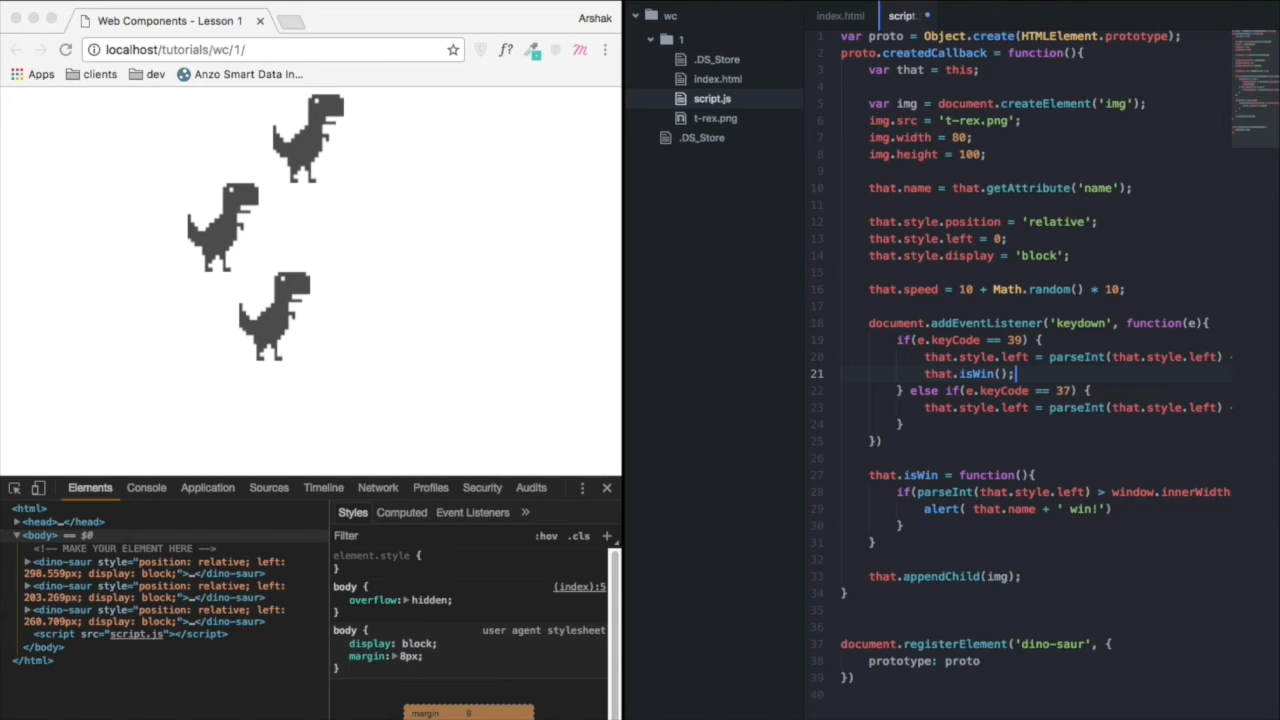 Web Components - Lesson 1
Arshak
localhost/tutorials/wc/1/
f?
Apps clients dev Anzo Smart Data In...
Elements Console Application Sources Timeline Network Profiles Security Audits
<html>
<head>…</head>
<body> == $0
<!-- MAKE YOUR ELEMENT HERE -->
<dino-saur style="position: relative; left:
298.559px; display: block;">…</dino-saur>
<dino-saur style="position: relative; left:
203.269px; display: block;">…</dino-saur>
<dino-saur style="position: relative; left:
260.709px; display: block;">…</dino-saur>
<script src="script.js"></script>
</body>
</html>
Styles Computed Event Listeners »
Filter :hov .cls +
element.style {
}
body { (index):5
overflow: hidden;
}
body { user agent stylesheet
display: block;
margin: 8px;
}
margin 8
wc
1
.DS_Store
index.html
script.js
t-rex.png
.DS_Store
index.html script.
1 var proto = Object.create(HTMLElement.prototype);
2 proto.createdCallback = function(){
3 var that = this;
4
5 var img = document.createElement('img');
6 img.src = 't-rex.png';
7 img.width = 80;
8 img.height = 100;
9
10 that.name = that.getAttribute('name');
11
12 that.style.position = 'relative';
13 that.style.left = 0;
14 that.style.display = 'block';
15
16 that.speed = 10 + Math.random() * 10;
17
18 document.addEventListener('keydown', function(e){
19 if(e.keyCode == 39) {
20 that.style.left = parseInt(that.style.left)
21 that.isWin();
22 } else if(e.keyCode == 37) {
23 that.style.left = parseInt(that.style.left) -
24 }
25 })
26
27 that.isWin = function(){
28 if(parseInt(that.style.left) > window.innerWidth
29 alert( that.name + ' win!')
30 }
31 }
32
33 that.appendChild(img);
34 }
35
36
37 document.registerElement('dino-saur', {
38 prototype: proto
39 })
40